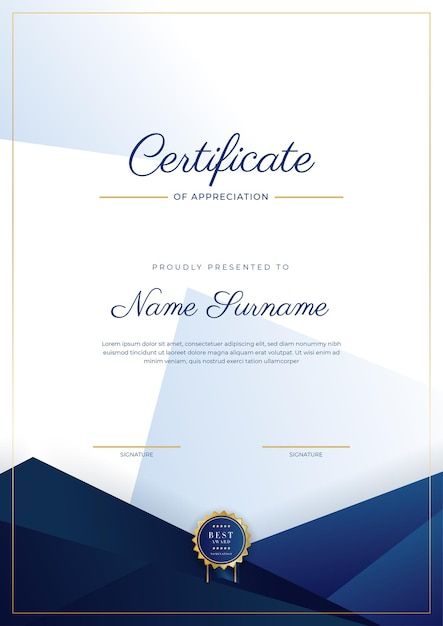 Certificate
OF APPRECIATION
PROUDLY PRESENTED TO
Name Surname
Lorem ipsum dolor sit amet, consectetuer adipiscing elit,
sed diam nonummy nibh euismod tincidunt ut laoreet dolore magna
aliquam erat volutpat. Ut wisi enim ad minim veniam, quis nostrud exerci
tation ullamcorper
SIGNATURE
SIGNATURE
BEST
AWARD